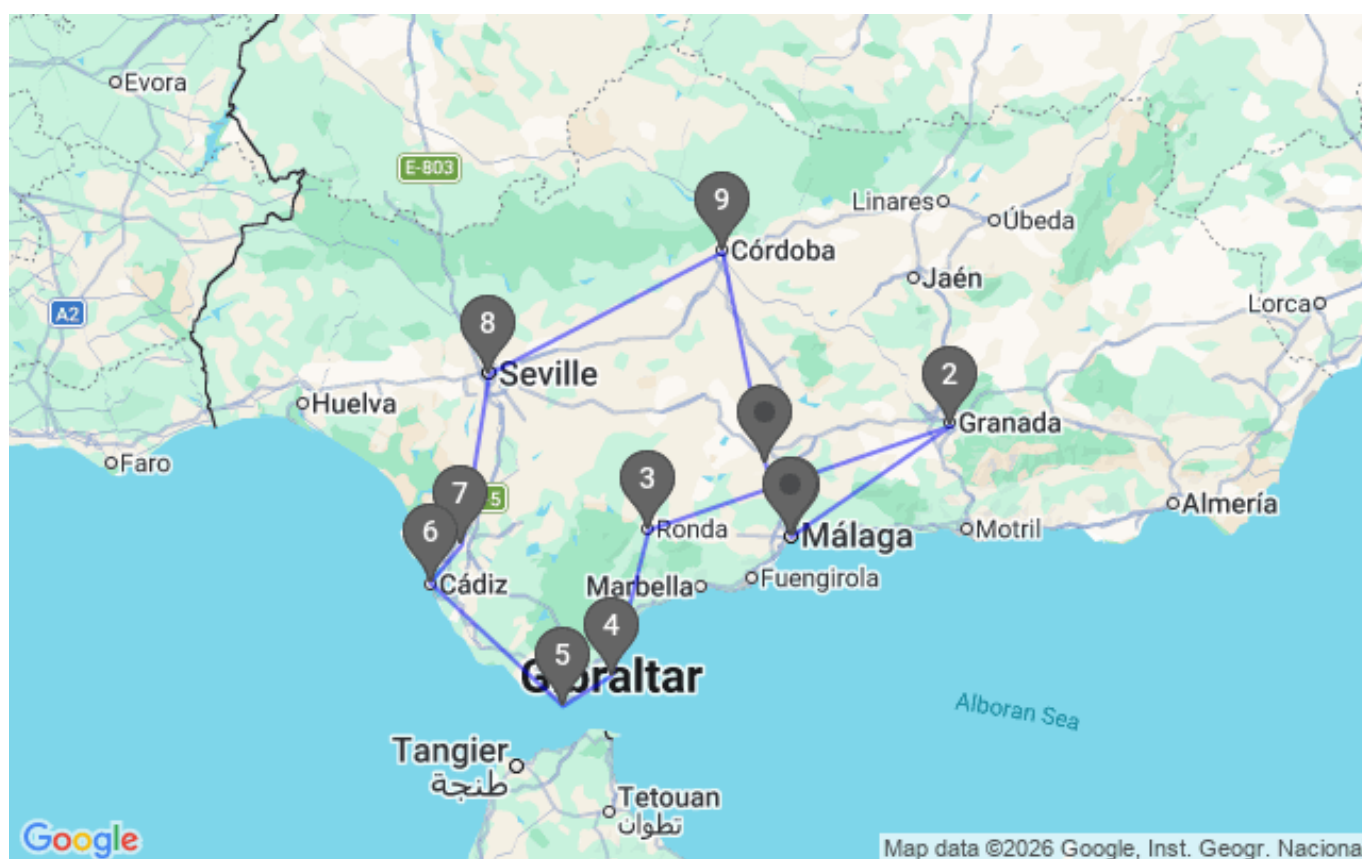 Evora
E-803
9
Linares
Úbeda
Córdoba
Jaén
A2
Lorca
8
Seville
2
Huelva
Granada
Faro
3
7
5
Almería
6
Ronda
Málaga
Motril
Cádiz
Marbella
Fuengirola
4
5
Gibraltar
Alboran Sea
Tangier
طنجة
Tetouan
تطوان
Google
Map data ©2026 Google, Inst. Geogr. Naciona